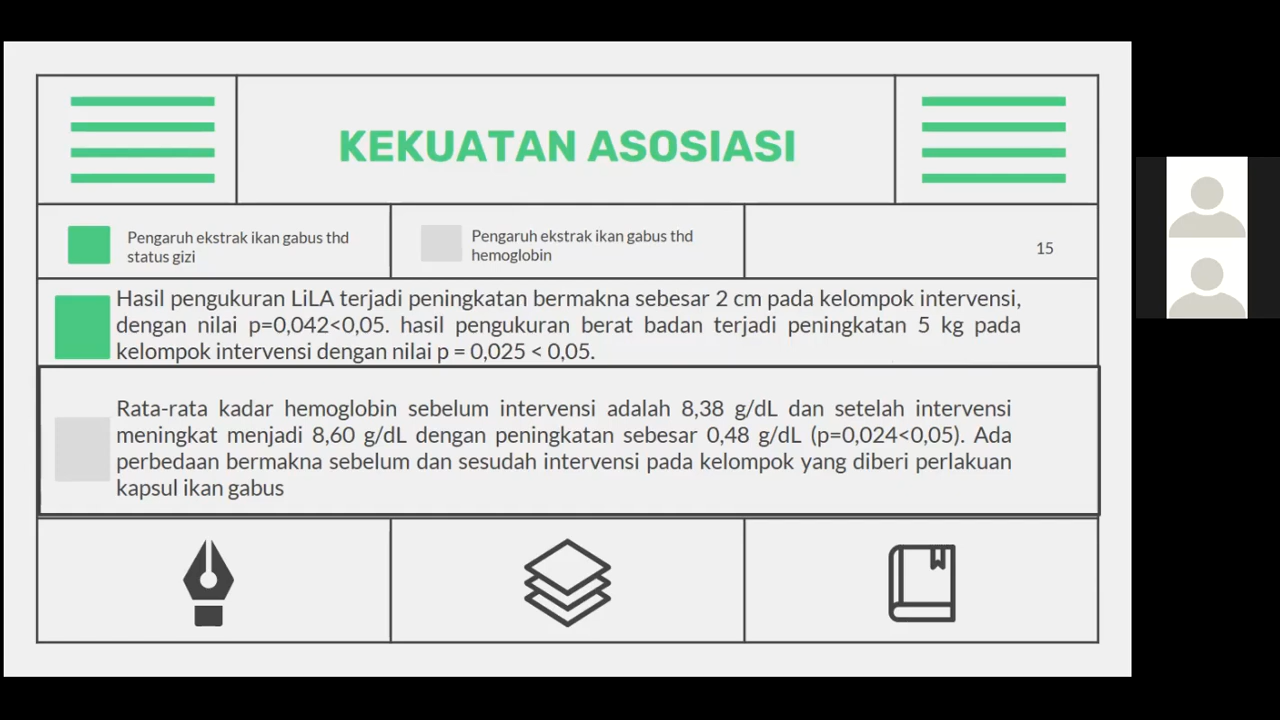 KEKUATAN ASOSIASI
Pengaruh ekstrak ikan gabus thd
status gizi
Pengaruh ekstrak ikan gabus thd
hemoglobin
15
Hasil pengukuran LiLA terjadi peningkatan bermakna sebesar 2 cm pada kelompok intervensi,
dengan nilai p=0,042<0,05. hasil pengukuran berat badan terjadi peningkatan 5 kg pada
kelompok intervensi dengan nilai p = 0,025 < 0,05.
Rata-rata kadar hemoglobin sebelum intervensi adalah 8,38 g/dL dan setelah intervensi
meningkat menjadi 8,60 g/dL dengan peningkatan sebesar 0,48 g/dL (p=0,024<0,05). Ada
perbedaan bermakna sebelum dan sesudah intervensi pada kelompok yang diberi perlakuan
kapsul ikan gabus